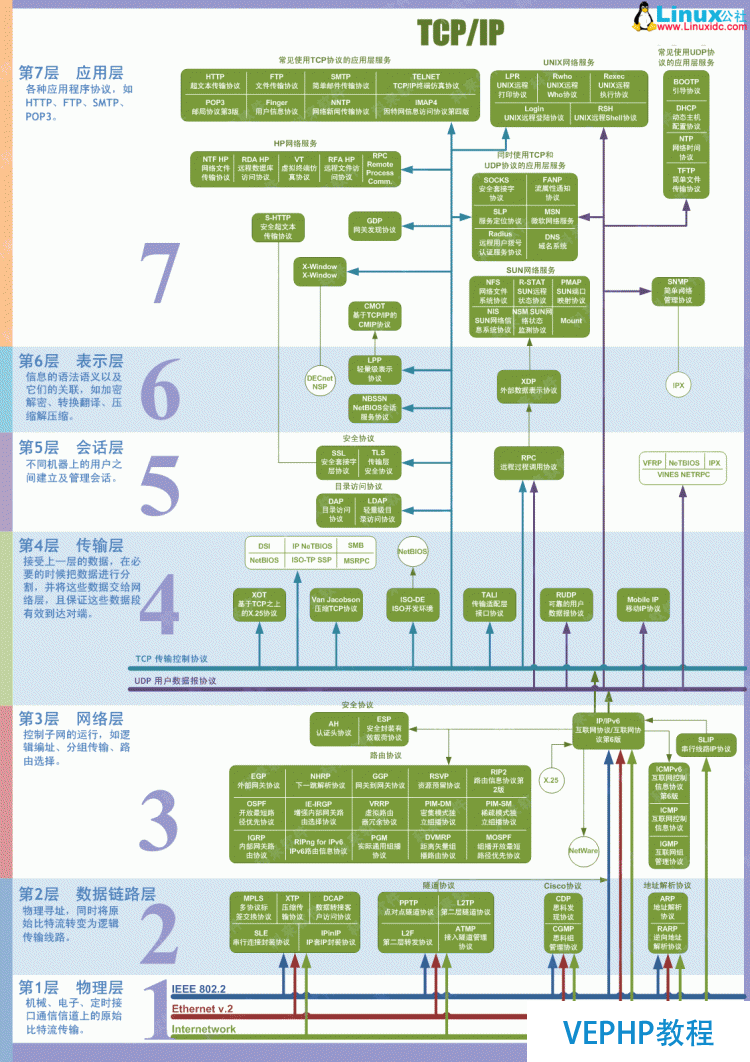 Linux公社
www.Linuxidc.com
TCP/IP
第7层 应用层
各种应用程序协议，如
HTTP、FTP、SMTP、
POP3。
7
常见使用TCP协议的应用层服务
HTTP
超文本传输协议
FTP
文件传输协议
SMTP
简单邮件传输协议
TELNET
TCP/IP终端仿真协议
POP3
邮局协议第3版
Finger
用户信息协议
NNTP
网络新闻传输协议
IMAP4
因特网信息访问协议第四版
UNIX网络服务
LPR
UNIX远程
打印协议
Rwho
UNIX远程
Who协议
Rexec
UNIX远程
执行协议
Login
UNIX远程登陆协议
RSH
UNIX远程Shell协议
常见使用UDP协
议的应用层服务
BOOTP
引导协议
DHCP
动态主机
配置协议
NTP
网络时间
协议
TFTP
简单文件
传输协议
HP网络服务
NTF HP
网络文件
传输协议
RDA HP
远程数据库
访问协议
VT
虚拟终端仿
真协议
RFA HP
远程文件访
问协议
RPC
Remote
Process
Comm.
同时使用TCP和
UDP协议的应用层服务
SOCKS
安全套接字
协议
FANP
流属性通知
协议
SLP
服务定位协议
MSN
微软网络服务
Radius
远程用户拨号
认证服务协议
DNS
域名系统
S-HTTP
安全超文本
传输协议
GDP
网关发现协议
X-Window
X-Window
SUN网络服务
NFS
网络文件
系统协议
R-STAT
SUN远程
状态协议
PMAP
SUN端口
映射协议
NIS
SUN网络信
息系统协议
NSM SUN网
络状态
监测协议
Mount
SNMP
简单网络
管理协议
CMOT
基于TCP/IP的
CMIP协议
第6层 表示层
信息的语法语义以及
它们的关联，如加密
解密、转换翻译、压
缩解压缩。
6
DECnet
NSP
LPP
轻量级表示
协议
XDP
外部数据表示协议
IPX
NBSSN
NetBIOS会话
服务协议
第5层 会话层
不同机器上的用户之
间建立及管理会话。
5
安全协议
SSL
安全套接字
层协议
TLS
传输层
安全协议
RPC
远程过程调用协议
VFRP
NeTBIOS
IPX
VINES NETRPC
目录访问协议
DAP
目录访问
协议
LDAP
轻量级目
录访问协议
第4层 传输层
接受上一层的数据，在必
要的时候把数据进行分
割，并将这些数据交给网
络层，且保证这些数据段
有效到达对端。
4
DSI
IP NeTBIOS
SMB
NetBIOS
ISO-TP SSP
MSRPC
NetBIOS
XOT
基于TCP之上
的X.25协议
Van Jacobson
压缩TCP协议
ISO-DE
ISO开发环境
TALI
传输适配层
接口协议
RUDP
可靠的用户
数据报协议
Mobile IP
移动IP协议
TCP 传输控制协议
UDP 用户数据报协议
第3层 网络层
控制子网的运行，如逻
辑编址、分组传输、路
由选择。
3
安全协议
AH
认证头协议
ESP
安全封装有
效载荷协议
IP/IPv6
互联网协议/互联网协
议第6版
SLIP
串行线路IP协议
路由协议
EGP
外部网关协议
NHRP
下一跳解析协议
GGP
网关到网关协议
RSVP
资源预留协议
RIP2
路由信息协议第
2版
OSPF
开放最短路
径优先协议
IE-IRGP
增强内部网关路
由选择协议
VRRP
虚拟路由
器冗余协议
PIM-DM
密集模式独
立组播协议
PIM-SM
稀疏模式独
立组播协议
IGRP
内部网关路
由协议
RIPng for IPv6
IPv6路由信息协议
PGM
实际通用组播
协议
DVMRP
距离矢量组
播路由协议
MOSPF
组播开放最短
路径优先协议
X.25
NetWare
ICMPv6
互联网控制
信息协议
第6版
ICMP
互联网控制
信息协议
IGMP
互联网组
管理协议
第2层 数据链路层
物理寻址，同时将原
始比特流转变为逻辑
传输线路。
2
MPLS
多协议标
签交换协议
XTP
压缩传
输协议
DCAP
数据转接客
户访问协议
SLE
串行连接封装协议
IPinIP
IP套IP封装协议
隧道协议
PPTP
点对点隧道协议
L2TP
第二层隧道协议
L2F
第二层转发协议
ATMP
接入隧道管理
协议
Cisco协议
CDP
思科发
现协议
CGMP
思科组
管理协议
地址解析协议
ARP
地址解析
协议
RARP
逆向地址
解析协议
第1层 物理层
机械、电子、定时接
口通信信道上的原始
比特流传输。
1
IEEE 802.2
Ethernet v.2
Internetwork
VEPHP教程